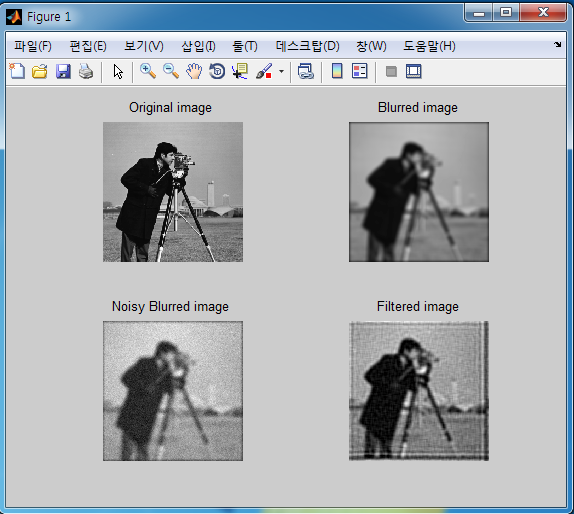 Figure 1
파일(F) 편집(E) 보기(V) 삽입(I) 툴(T) 데스크탑(D) 창(W) 도움말(H)
Original image
Blurred image
Noisy Blurred image
Filtered image